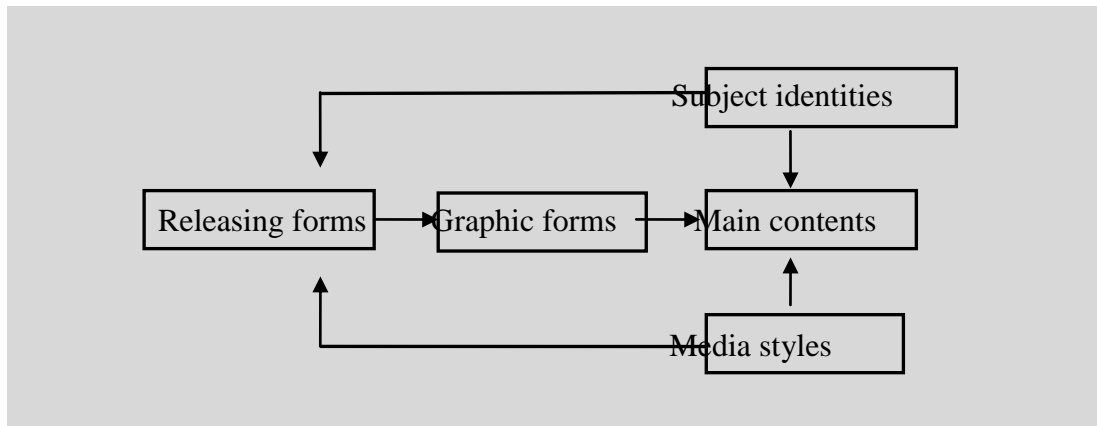 Subject identities
Releasing forms
Graphic forms
Main contents
Media styles